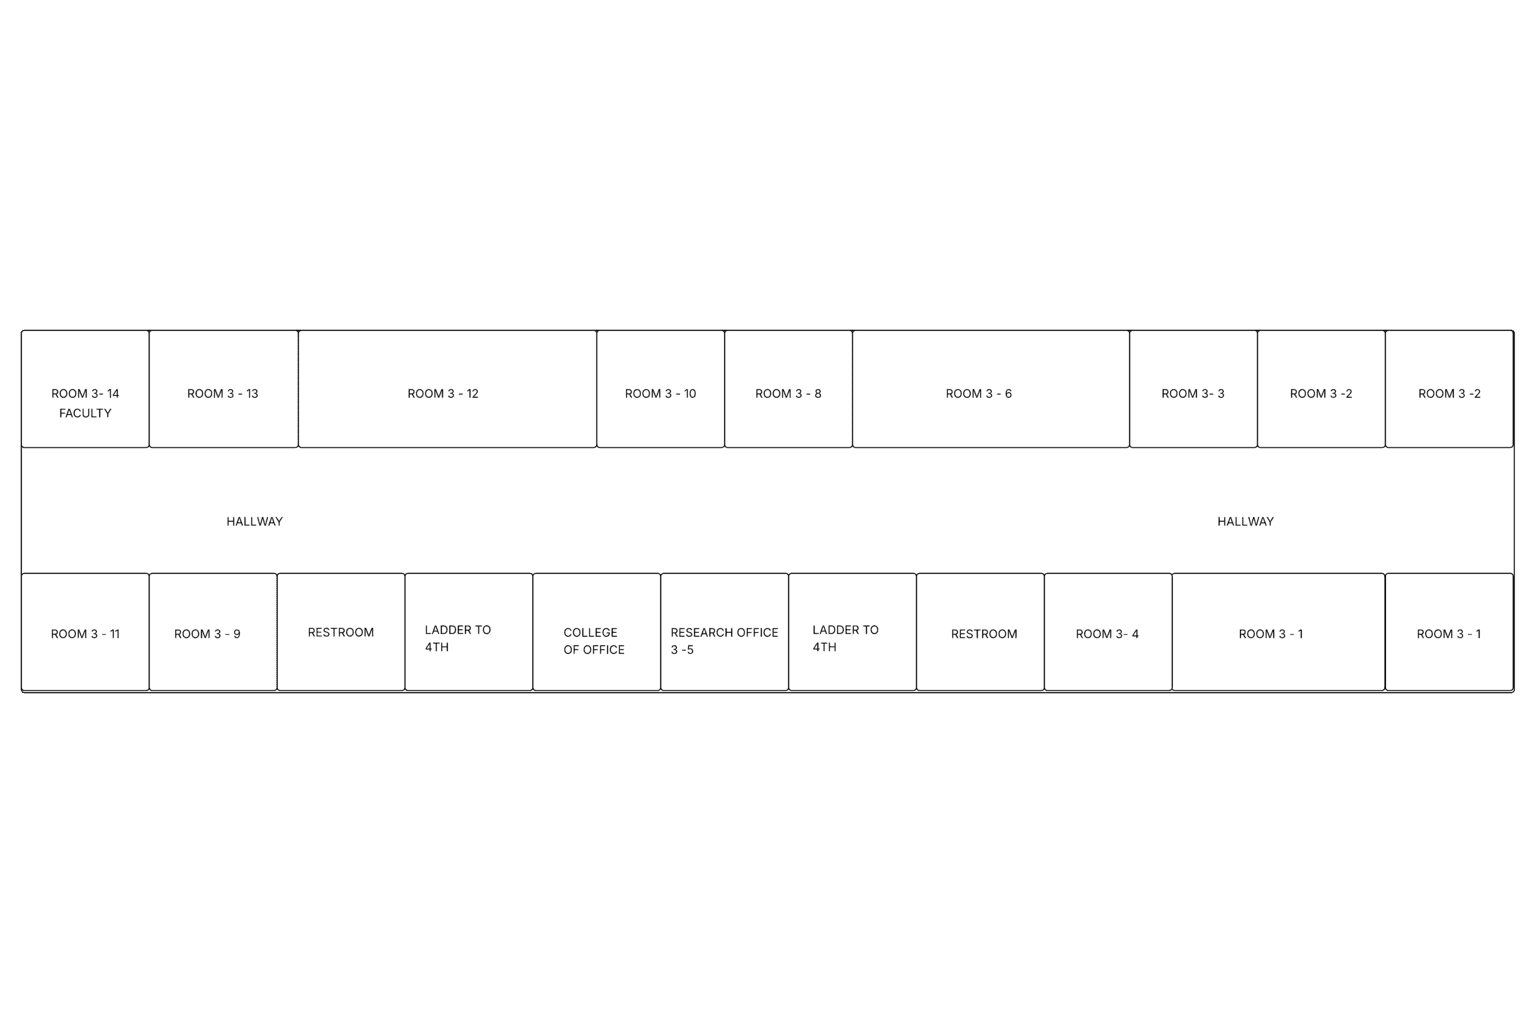 ROOM 3- 14
FACULTY
ROOM 3 - 13
ROOM 3 - 12
ROOM 3 - 10
ROOM 3 - 8
ROOM 3 - 6
ROOM 3- 3
ROOM 3 -2
ROOM 3 -2
HALLWAY
HALLWAY
ROOM 3 - 11
ROOM 3 - 9
RESTROOM
LADDER TO
4TH
COLLEGE
OF OFFICE
RESEARCH OFFICE
3 -5
LADDER TO
4TH
RESTROOM
ROOM 3- 4
ROOM 3 - 1
ROOM 3 - 1